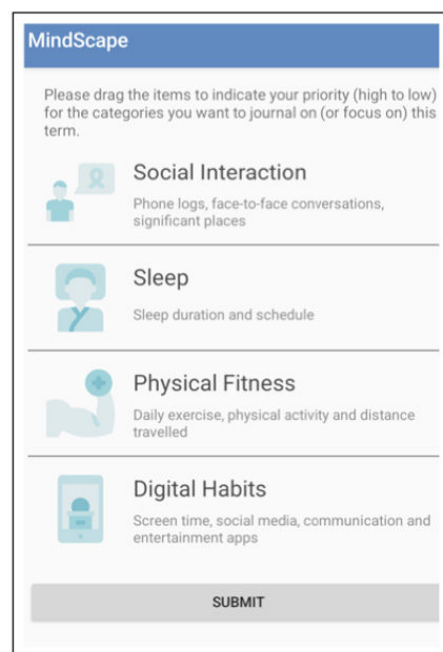 MindScape
Please drag the items to indicate your priority (high to low)
for the categories you want to journal on (or focus on) this
term.
Social Interaction
Phone logs, face-to-face conversations,
significant places
Sleep
Sleep duration and schedule
Physical Fitness
Daily exercise, physical activity and distance
travelled
Digital Habits
Screen time, social media, communication and
entertainment apps
SUBMIT